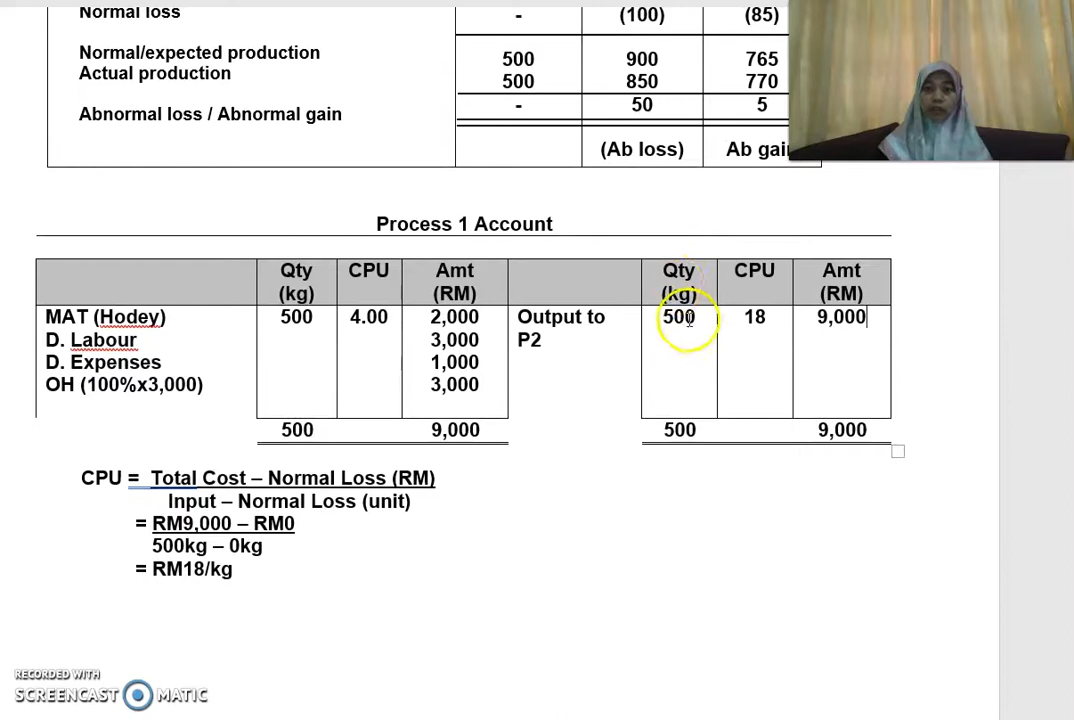 Normal loss - (100) (85)
Normal/expected production 500 900 765
Actual production 500 850 770
Abnormal loss / Abnormal gain - 50 5
(Ab loss) Ab gain
Process 1 Account
Qty (kg) CPU Amt (RM) Qty (kg) CPU Amt (RM)
MAT (Hodey) 500 4.00 2,000 Output to 500 18 9,000
D. Labour 3,000 P2
D. Expenses 1,000
OH (100%x3,000) 3,000
500 9,000 500 9,000
CPU = Total Cost – Normal Loss (RM)
Input – Normal Loss (unit)
= RM9,000 – RM0
500kg – 0kg
= RM18/kg
RECORDED WITH
SCREENCAST MATIC